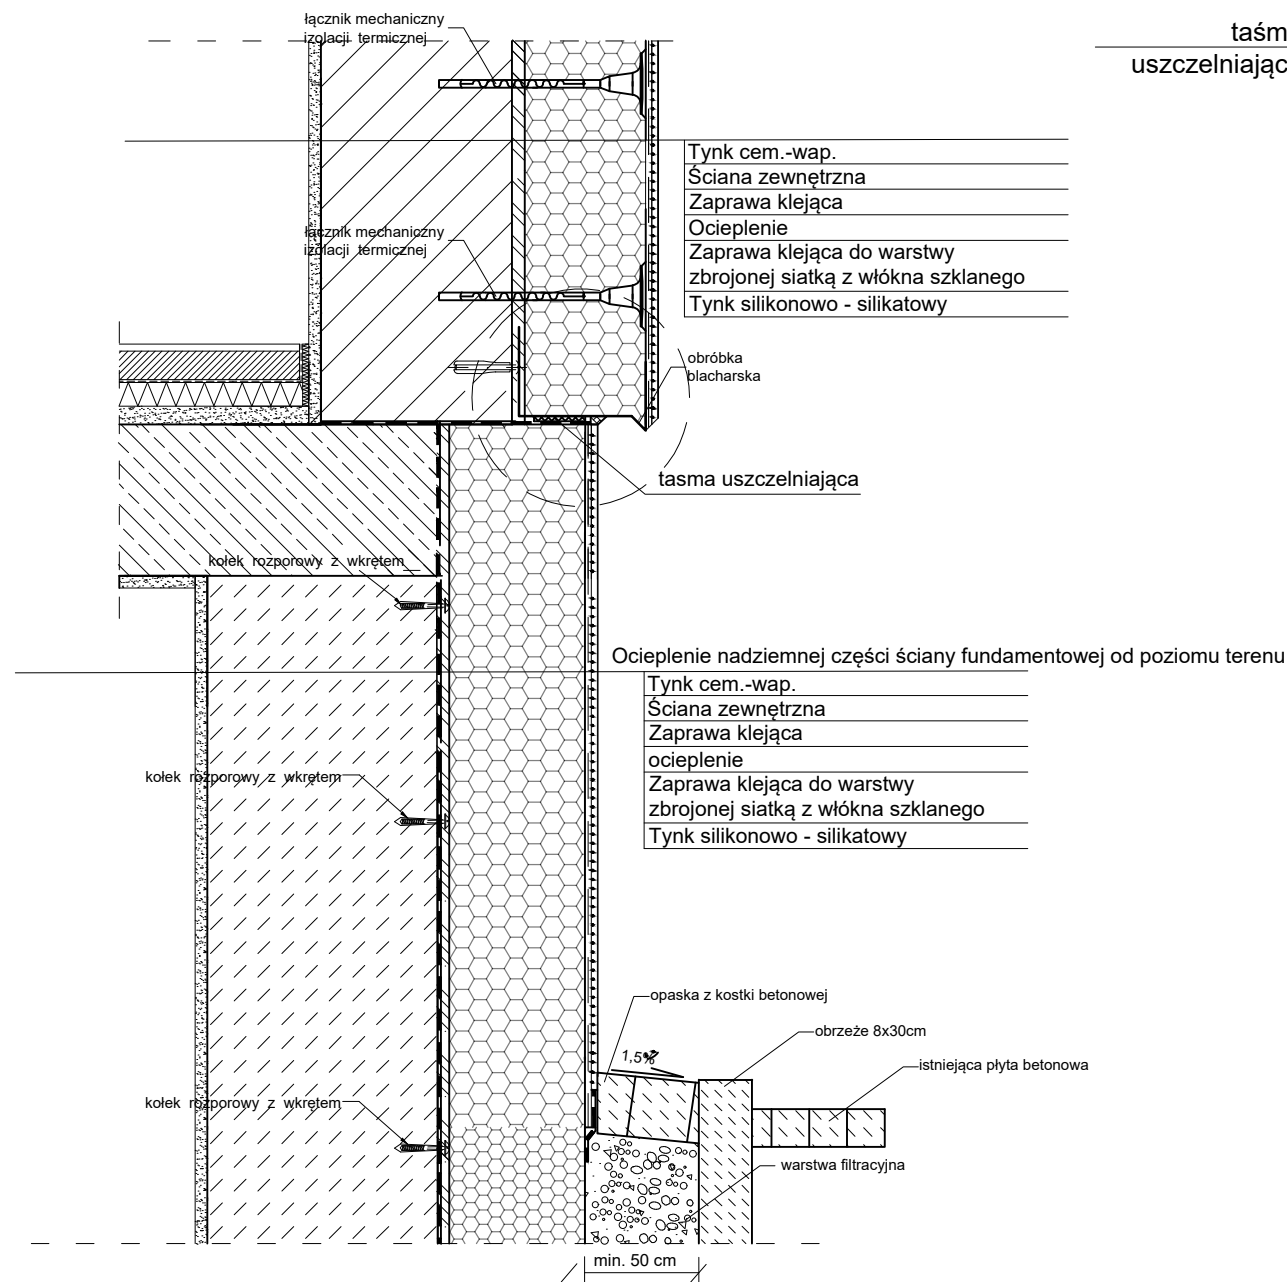 łącznik mechaniczny
izolacji termicznej
taśm
uszczelniając
Tynk cem.-wap.
Ściana zewnętrzna
Zaprawa klejąca
Ocieplenie
Zaprawa klejąca do warstwy
zbrojonej siatką z włókna szklanego
Tynk silikonowo - silikatowy
łącznik mechaniczny
izolacji termicznej
obróbka
blacharska
tasma uszczelniająca
kołek rozporowy z wkrętem
Ocieplenie nadziemnej części ściany fundamentowej od poziomu terenu
Tynk cem.-wap.
Ściana zewnętrzna
Zaprawa klejąca
ocieplenie
Zaprawa klejąca do warstwy
zbrojonej siatką z włókna szklanego
Tynk silikonowo - silikatowy
kołek rozporowy z wkrętem
opaska z kostki betonowej
obrzeże 8x30cm
1,5%
istniejąca płyta betonowa
kołek rozporowy z wkrętem
warstwa filtracyjna
min. 50 cm